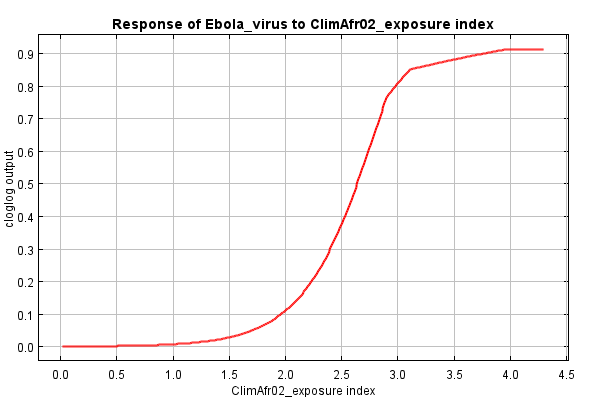 Response of Ebola_virus to ClimAfr02_exposure index
cloglog output
0.9
0.8
0.7
0.6
0.5
0.4
0.3
0.2
0.1
0.0
0.0 0.5 1.0 1.5 2.0 2.5 3.0 3.5 4.0 4.5
ClimAfr02_exposure index